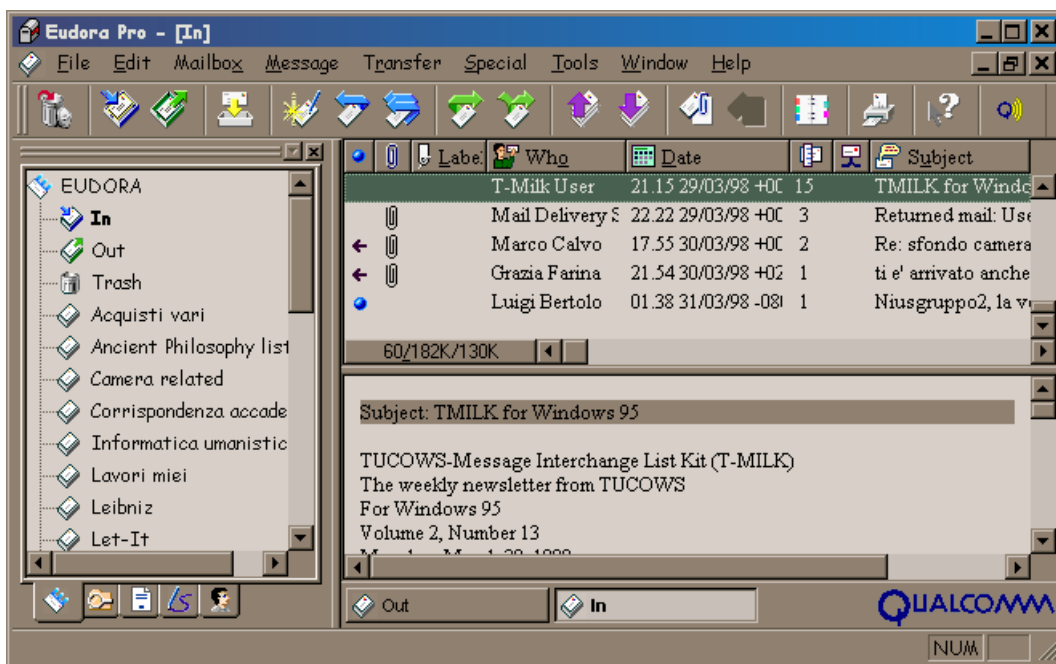 Eudora Pro - [In]
File Edit Mailbox Message Transfer Special Tools Window Help
EUDORA
In
Out
Trash
Acquisti vari
Ancient Philosophy list
Camera related
Corrispondenza accade
Informatica umanistic
Lavori miei
Leibniz
Let-It
Labe Who Date Subject
T-Milk User 21.15 29/03/98 +00 15 TMILK for Windo
Mail Delivery S 22.22 29/03/98 +00 3 Returned mail: Use
Marco Calvo 17.55 30/03/98 +00 2 Re: sfondo camera
Grazia Farina 21.54 30/03/98 +02 1 ti e' arrivato anche
Luigi Bertolo 01.38 31/03/98 -080 1 Niusgruppo2, la v
60/182K/130K
Subject: TMILK for Windows 95
TUCOWS-Message Interchange List Kit (T-MILK)
The weekly newsletter from TUCOWS
For Windows 95
Volume 2, Number 13
Out In QUALCOMM
NUM